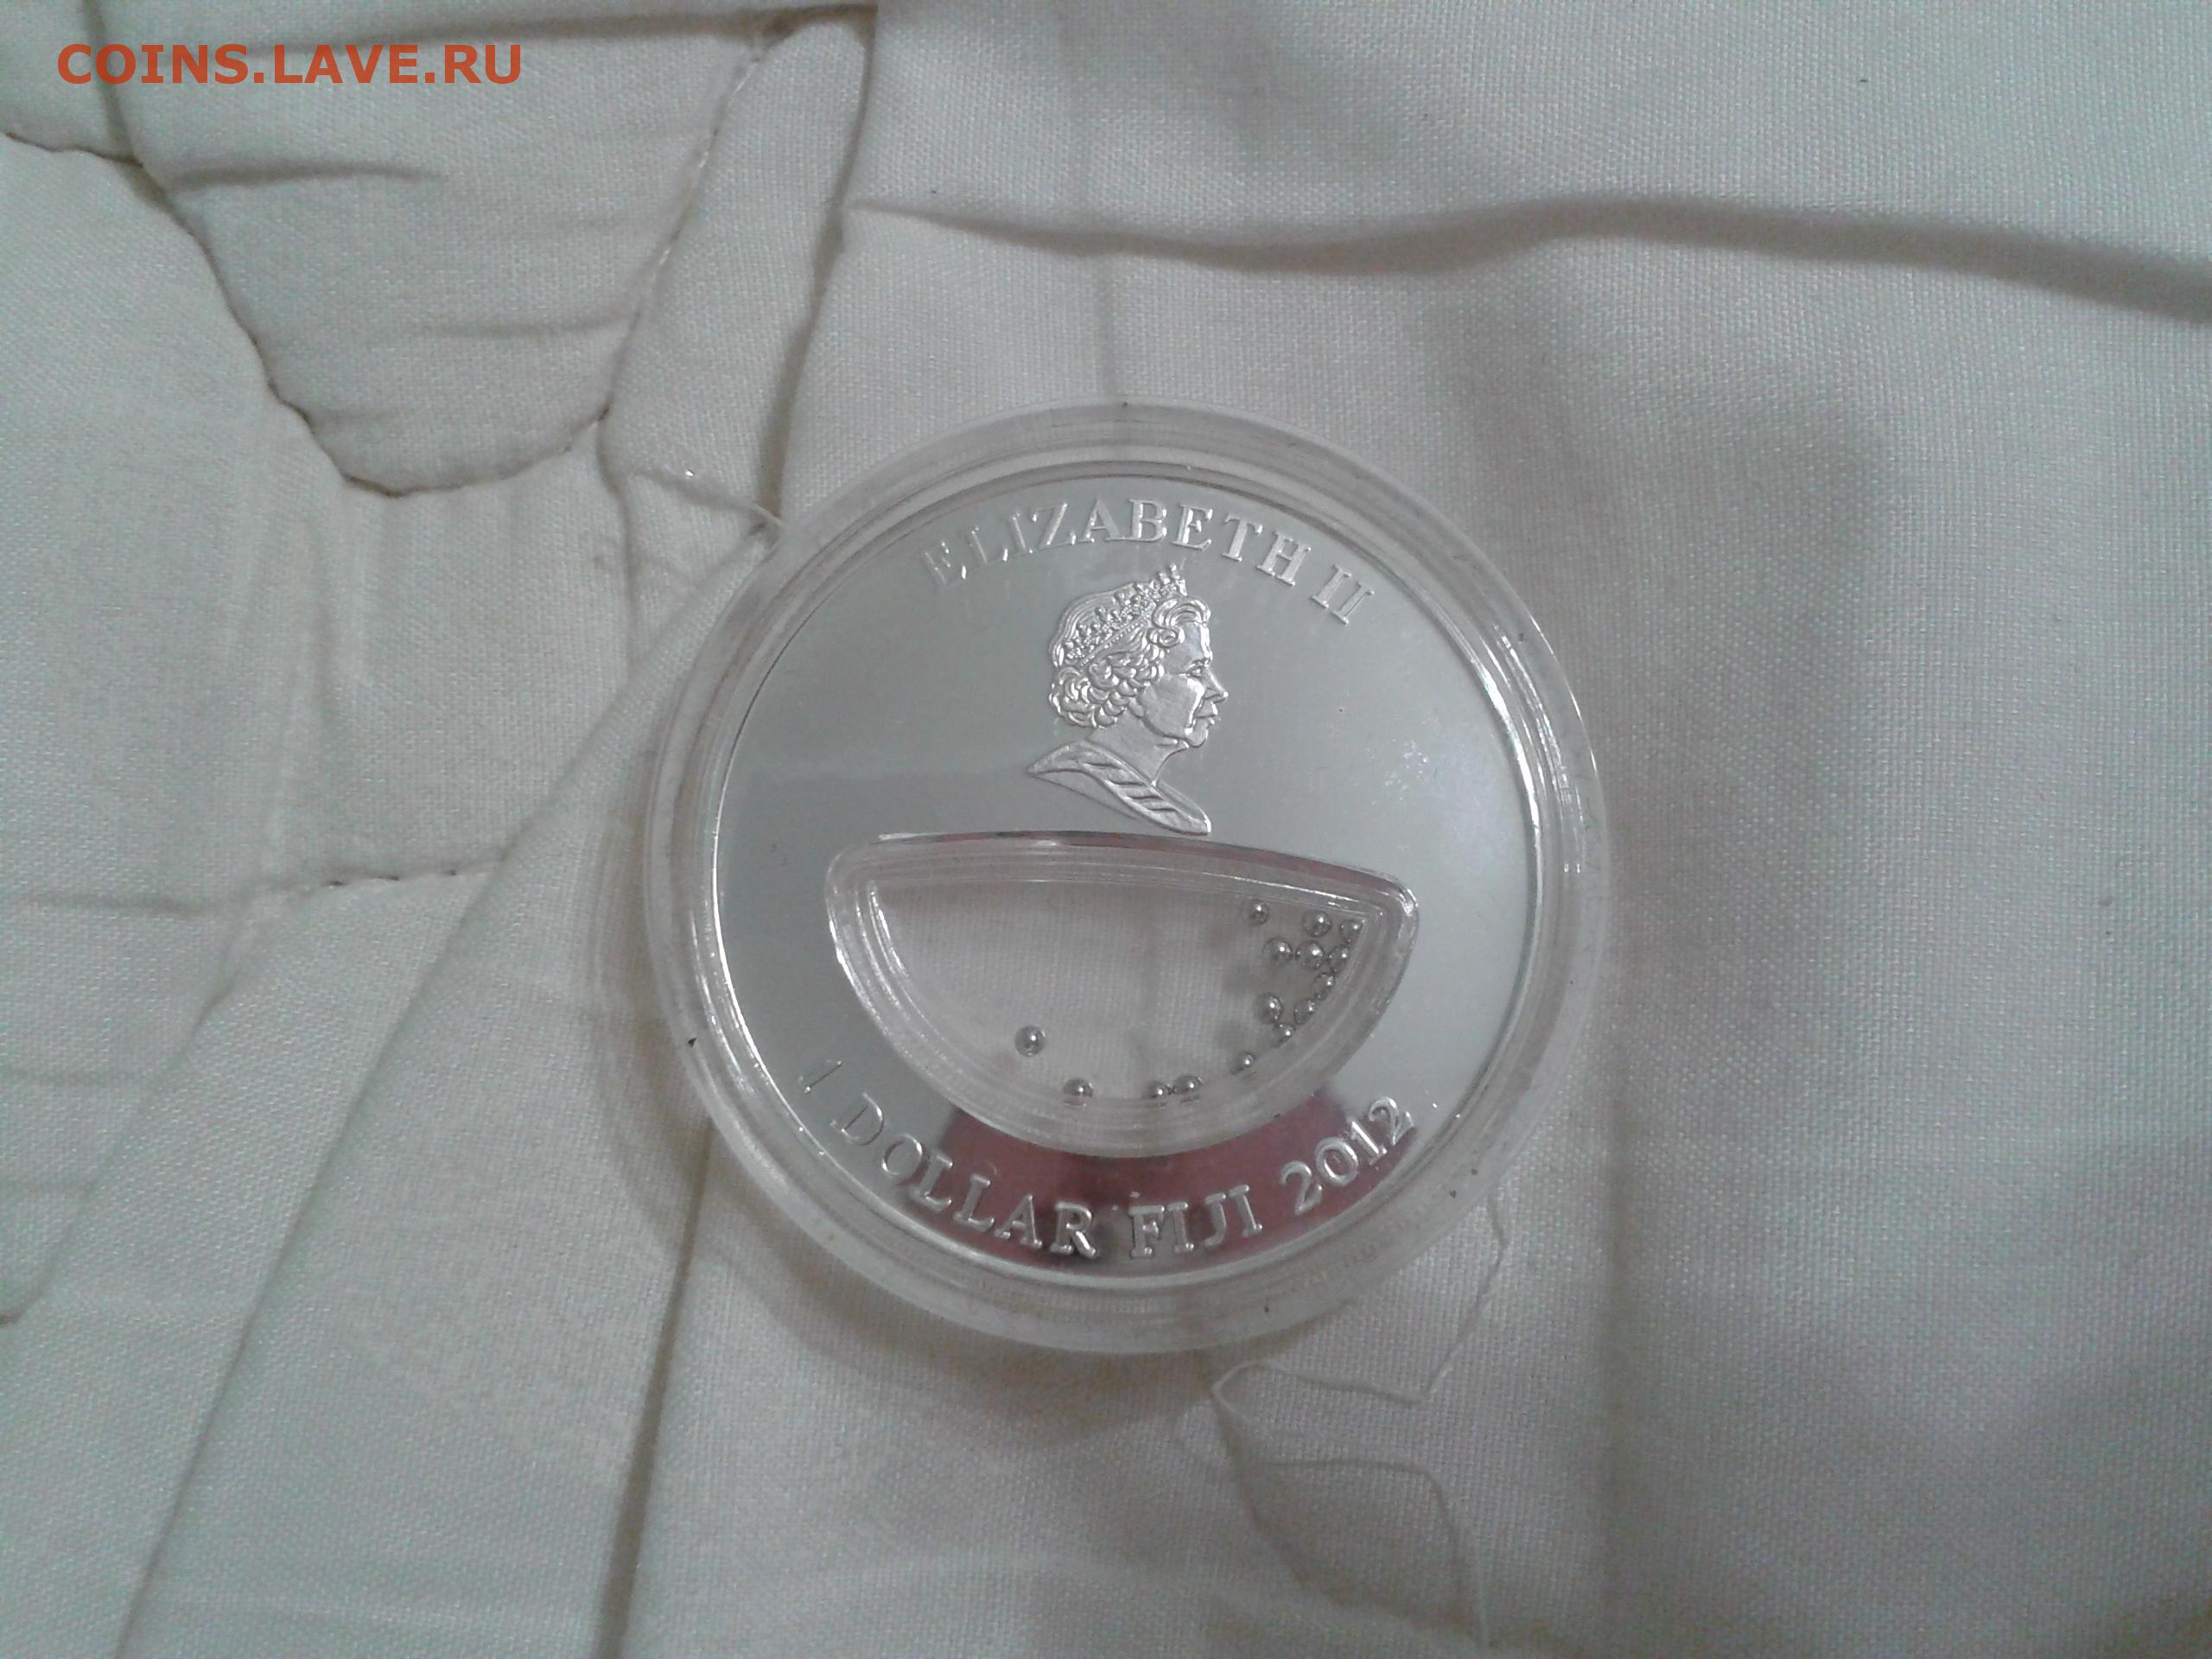 COINS.LAVE.RU
ELIZABETH II
1 DOLLAR FIJI 2012